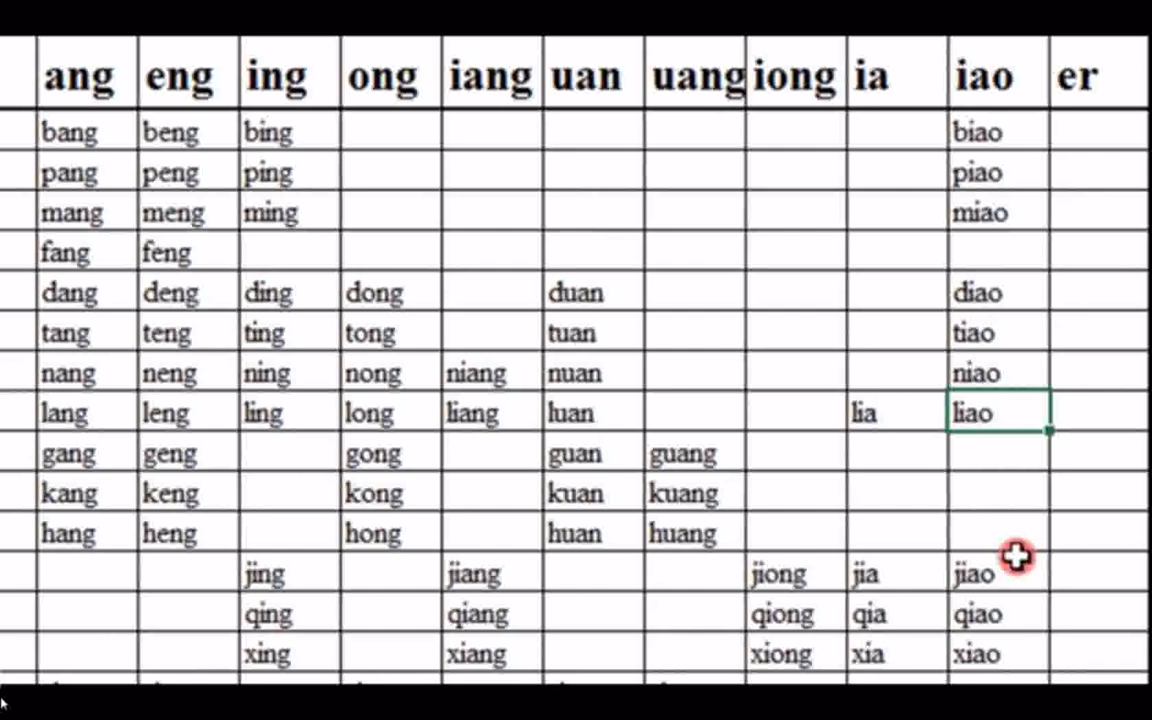 ang eng ing ong iang uan uang iong ia iao er
bang beng bing biao
pang peng ping piao
mang meng ming miao
fang feng
dang deng ding dong duan diao
tang teng ting tong tuan tiao
nang neng ning nong niang nuan niao
lang leng ling long liang luan lia liao
gang geng gong guan guang
kang keng kong kuan kuang
hang heng hong huan huang
jing jiang jiong jia jiao
qing qiang qiong qia qiao
xing xiang xiong xia xiao